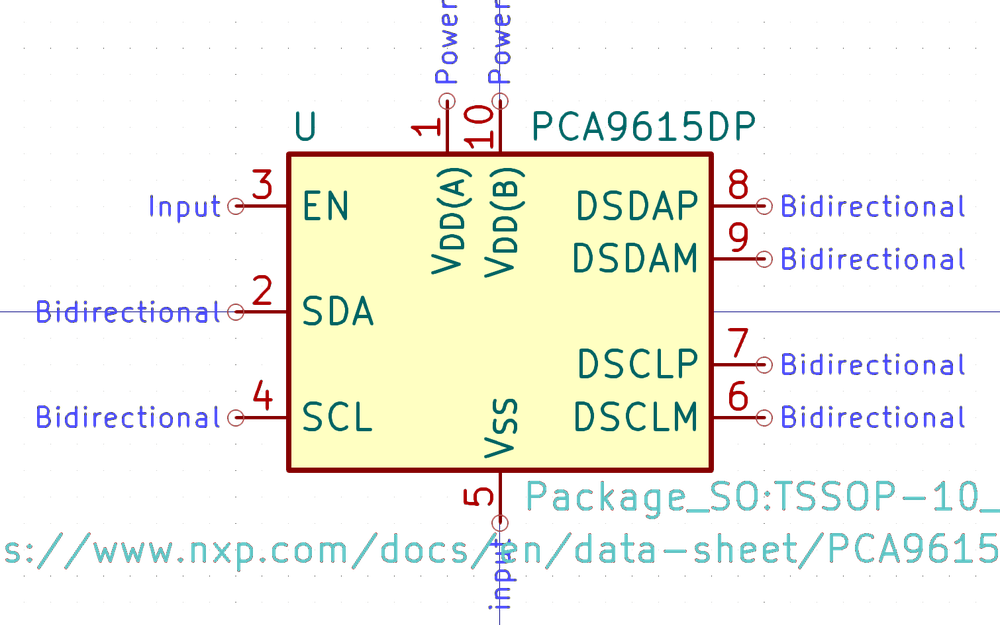 Power
Power
U
1
10
PCA9615DP
Input
3
EN
VDD(A)
VDD(B)
DSDAP
8
Bidirectional
DSDAM
9
Bidirectional
Bidirectional
2
SDA
DSCLP
7
Bidirectional
Bidirectional
4
SCL
VSS
DSCLM
6
Bidirectional
5
Package_SO:TSSOP-10_
s://www.nxp.com/docs/en/data-sheet/PCA9615
input